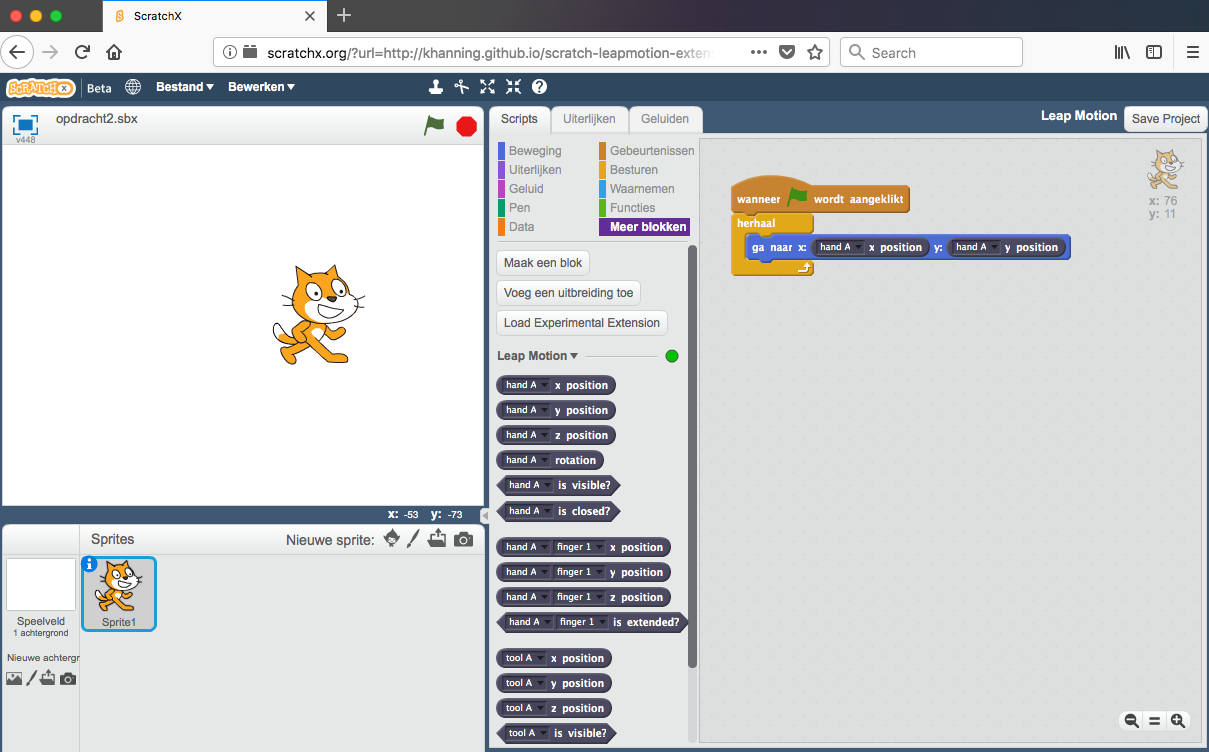 ScratchX
scratchx.org/?url=http://khanning.github.io/scratch-leapmotion-exten
Search
SCRATCHX
Beta
Bestand
Bewerken
opdracht2.sbx
v448
Scripts
Uiterlijken
Geluiden
Leap Motion
Save Project
Beweging
Gebeurtenissen
Uiterlijken
Besturen
Geluid
Waarnemen
Pen
Functies
Data
Meer blokken
Maak een blok
Voeg een uitbreiding toe
Load Experimental Extension
Leap Motion
hand A x position
hand A y position
hand A z position
hand A rotation
hand A is visible?
hand A is closed?
hand A finger 1 x position
hand A finger 1 y position
hand A finger 1 z position
hand A finger 1 is extended?
tool A x position
tool A y position
tool A z position
tool A is visible?
wanneer wordt aangeklikt
herhaal
ga naar x: hand A x position y: hand A y position
x: 76
y: 11
x: -53 y: -73
Sprites
Nieuwe sprite:
Speelveld
1 achtergrond
Nieuwe achtergr
Sprite1